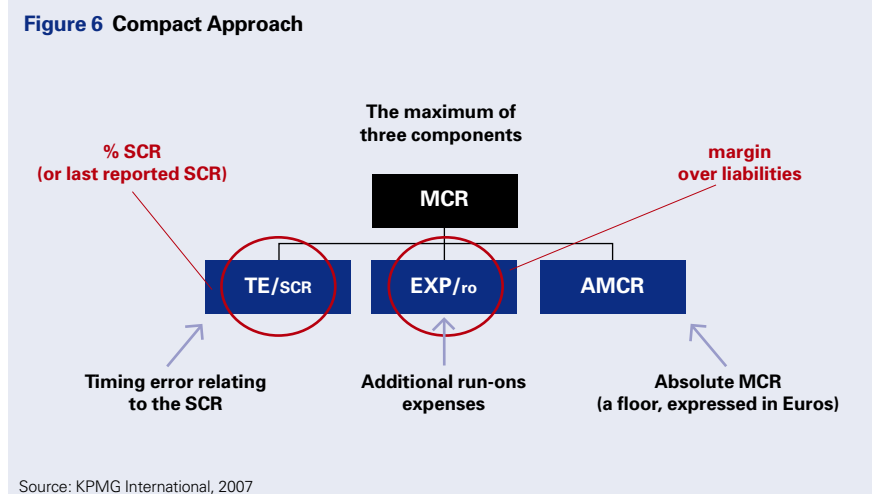 Figure 6 Compact Approach
The maximum of
three components
% SCR
(or last reported SCR)
margin
over liabilities
MCR
TE/SCR
EXP/ro
AMCR
Timing error relating
to the SCR
Additional run-ons
expenses
Absolute MCR
(a floor, expressed in Euros)
Source: KPMG International, 2007